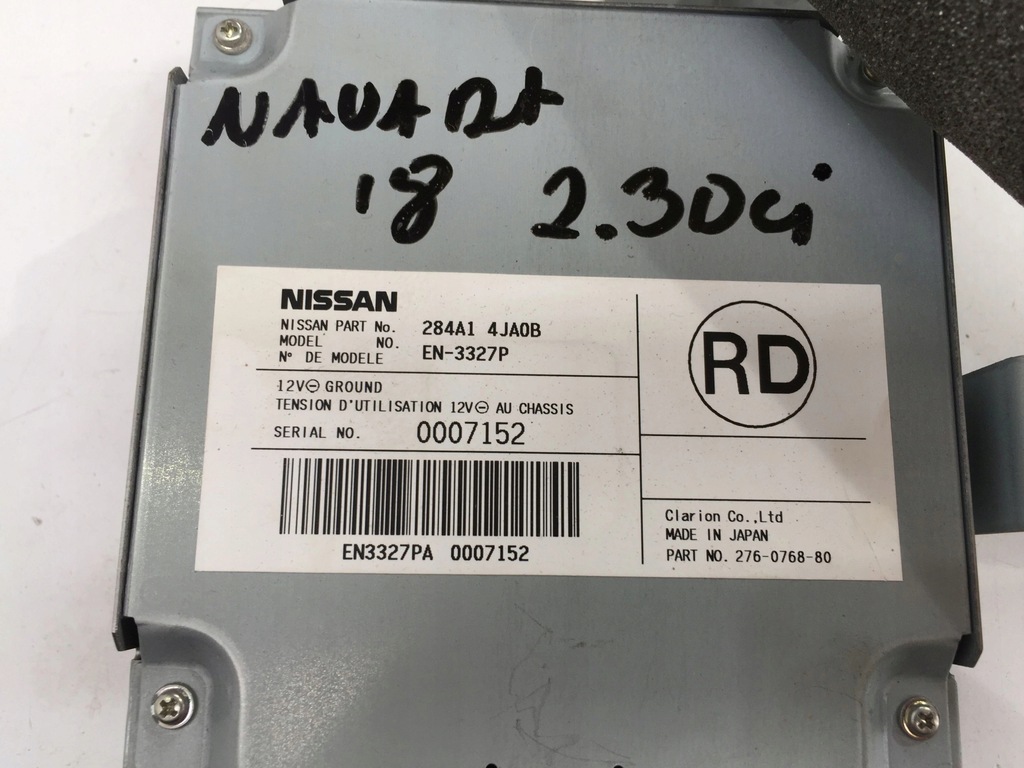 NAVARA
18 2.3DCi
NISSAN
NISSAN PART No. 284A1 4JA0B
MODEL NO. EN-3327P
N° DE MODELE
12V⊖ GROUND
TENSION D'UTILISATION 12V⊖ AU CHASSIS
SERIAL NO. 0007152
EN3327PA 0007152
RD
Clarion Co.,Ltd
MADE IN JAPAN
PART NO. 276-0768-80